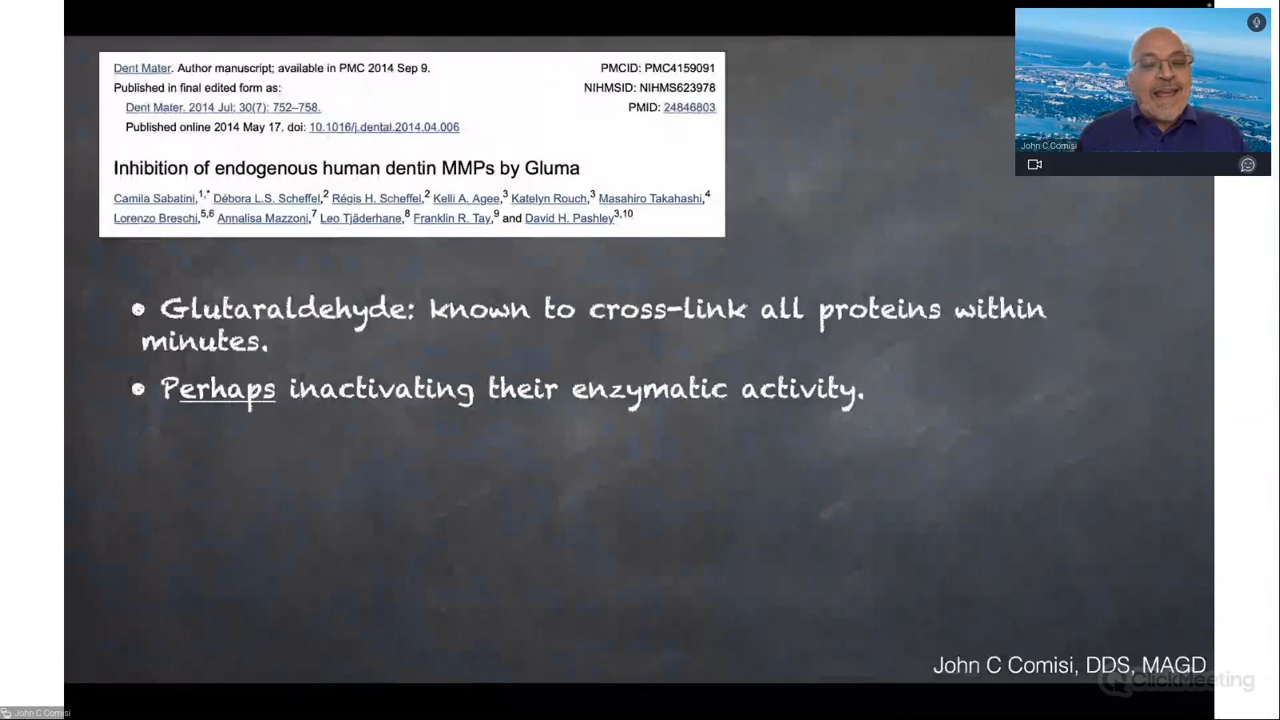 Dent Mater. Author manuscript; available in PMC 2014 Sep 9.
PMCID: PMC4159091
Published in final edited form as:
NIHMSID: NIHMS623978
Dent Mater. 2014 Jul; 30(7): 752–758.
PMID: 24846803
Published online 2014 May 17. doi: 10.1016/j.dental.2014.04.006
Inhibition of endogenous human dentin MMPs by Gluma
Camila Sabatini,1,* Débora L.S. Scheffel,2 Régis H. Scheffel,2 Kelli A. Agee,3 Katelyn Rouch,3 Masahiro Takahashi,4
Lorenzo Breschi,5,6 Annalisa Mazzoni,7 Leo Tjäderhane,8 Franklin R. Tay,9 and David H. Pashley3,10
• Glutaraldehyde: known to cross-link all proteins within
minutes.
• Perhaps inactivating their enzymatic activity.
John C Comisi
John C Comisi, DDS, MAGD
ClickMeeting
John C Comisi